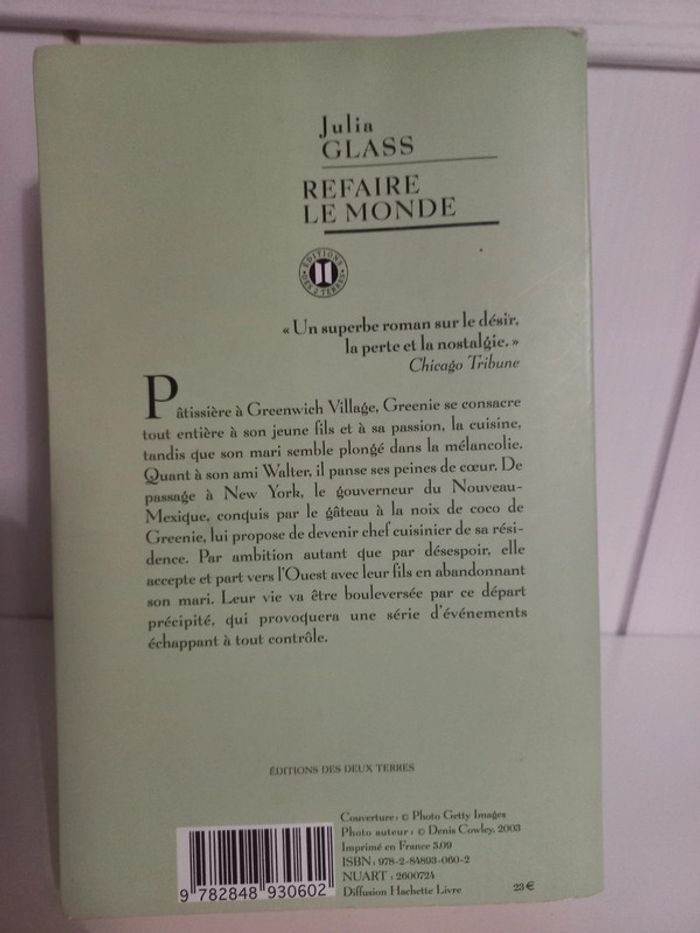 Julia
GLASS
REFAIRE
LE MONDE
ÉDITIONS
DES 2 TERRES
« Un superbe roman sur le désir,
la perte et la nostalgie. »
Chicago Tribune
Pâtissière à Greenwich Village, Greenie se consacre
tout entière à son jeune fils et à sa passion, la cuisine,
tandis que son mari semble plongé dans la mélancolie.
Quant à son ami Walter, il panse ses peines de cœur. De
passage à New York, le gouverneur du Nouveau-
Mexique, conquis par le gâteau à la noix de coco de
Greenie, lui propose de devenir chef cuisinier de sa rési-
dence. Par ambition autant que par désespoir, elle
accepte et part vers l'Ouest avec leur fils en abandonnant
son mari. Leur vie va être bouleversée par ce départ
précipité, qui provoquera une série d'événements
échappant à tout contrôle.
ÉDITIONS DES DEUX TERRES
Couverture : © Photo Getty Images
Photo auteur : © Denis Cowley, 2003
Imprimé en France 3.09
ISBN : 978-2-84893-060-2
NUART : 2600724
Diffusion Hachette Livre
23 €
9 782848 930602